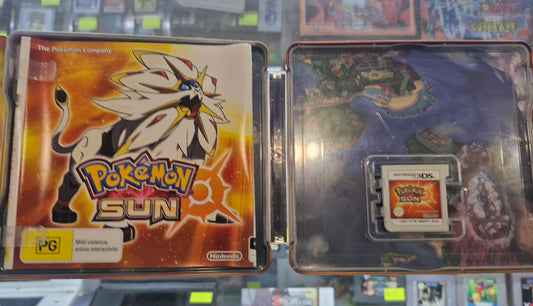 The Pokémon Company
POKÉMON
SUN
PG
Mild violence,
online interactivity
Nintendo
NINTENDO 3DS
POKÉMON
SUN